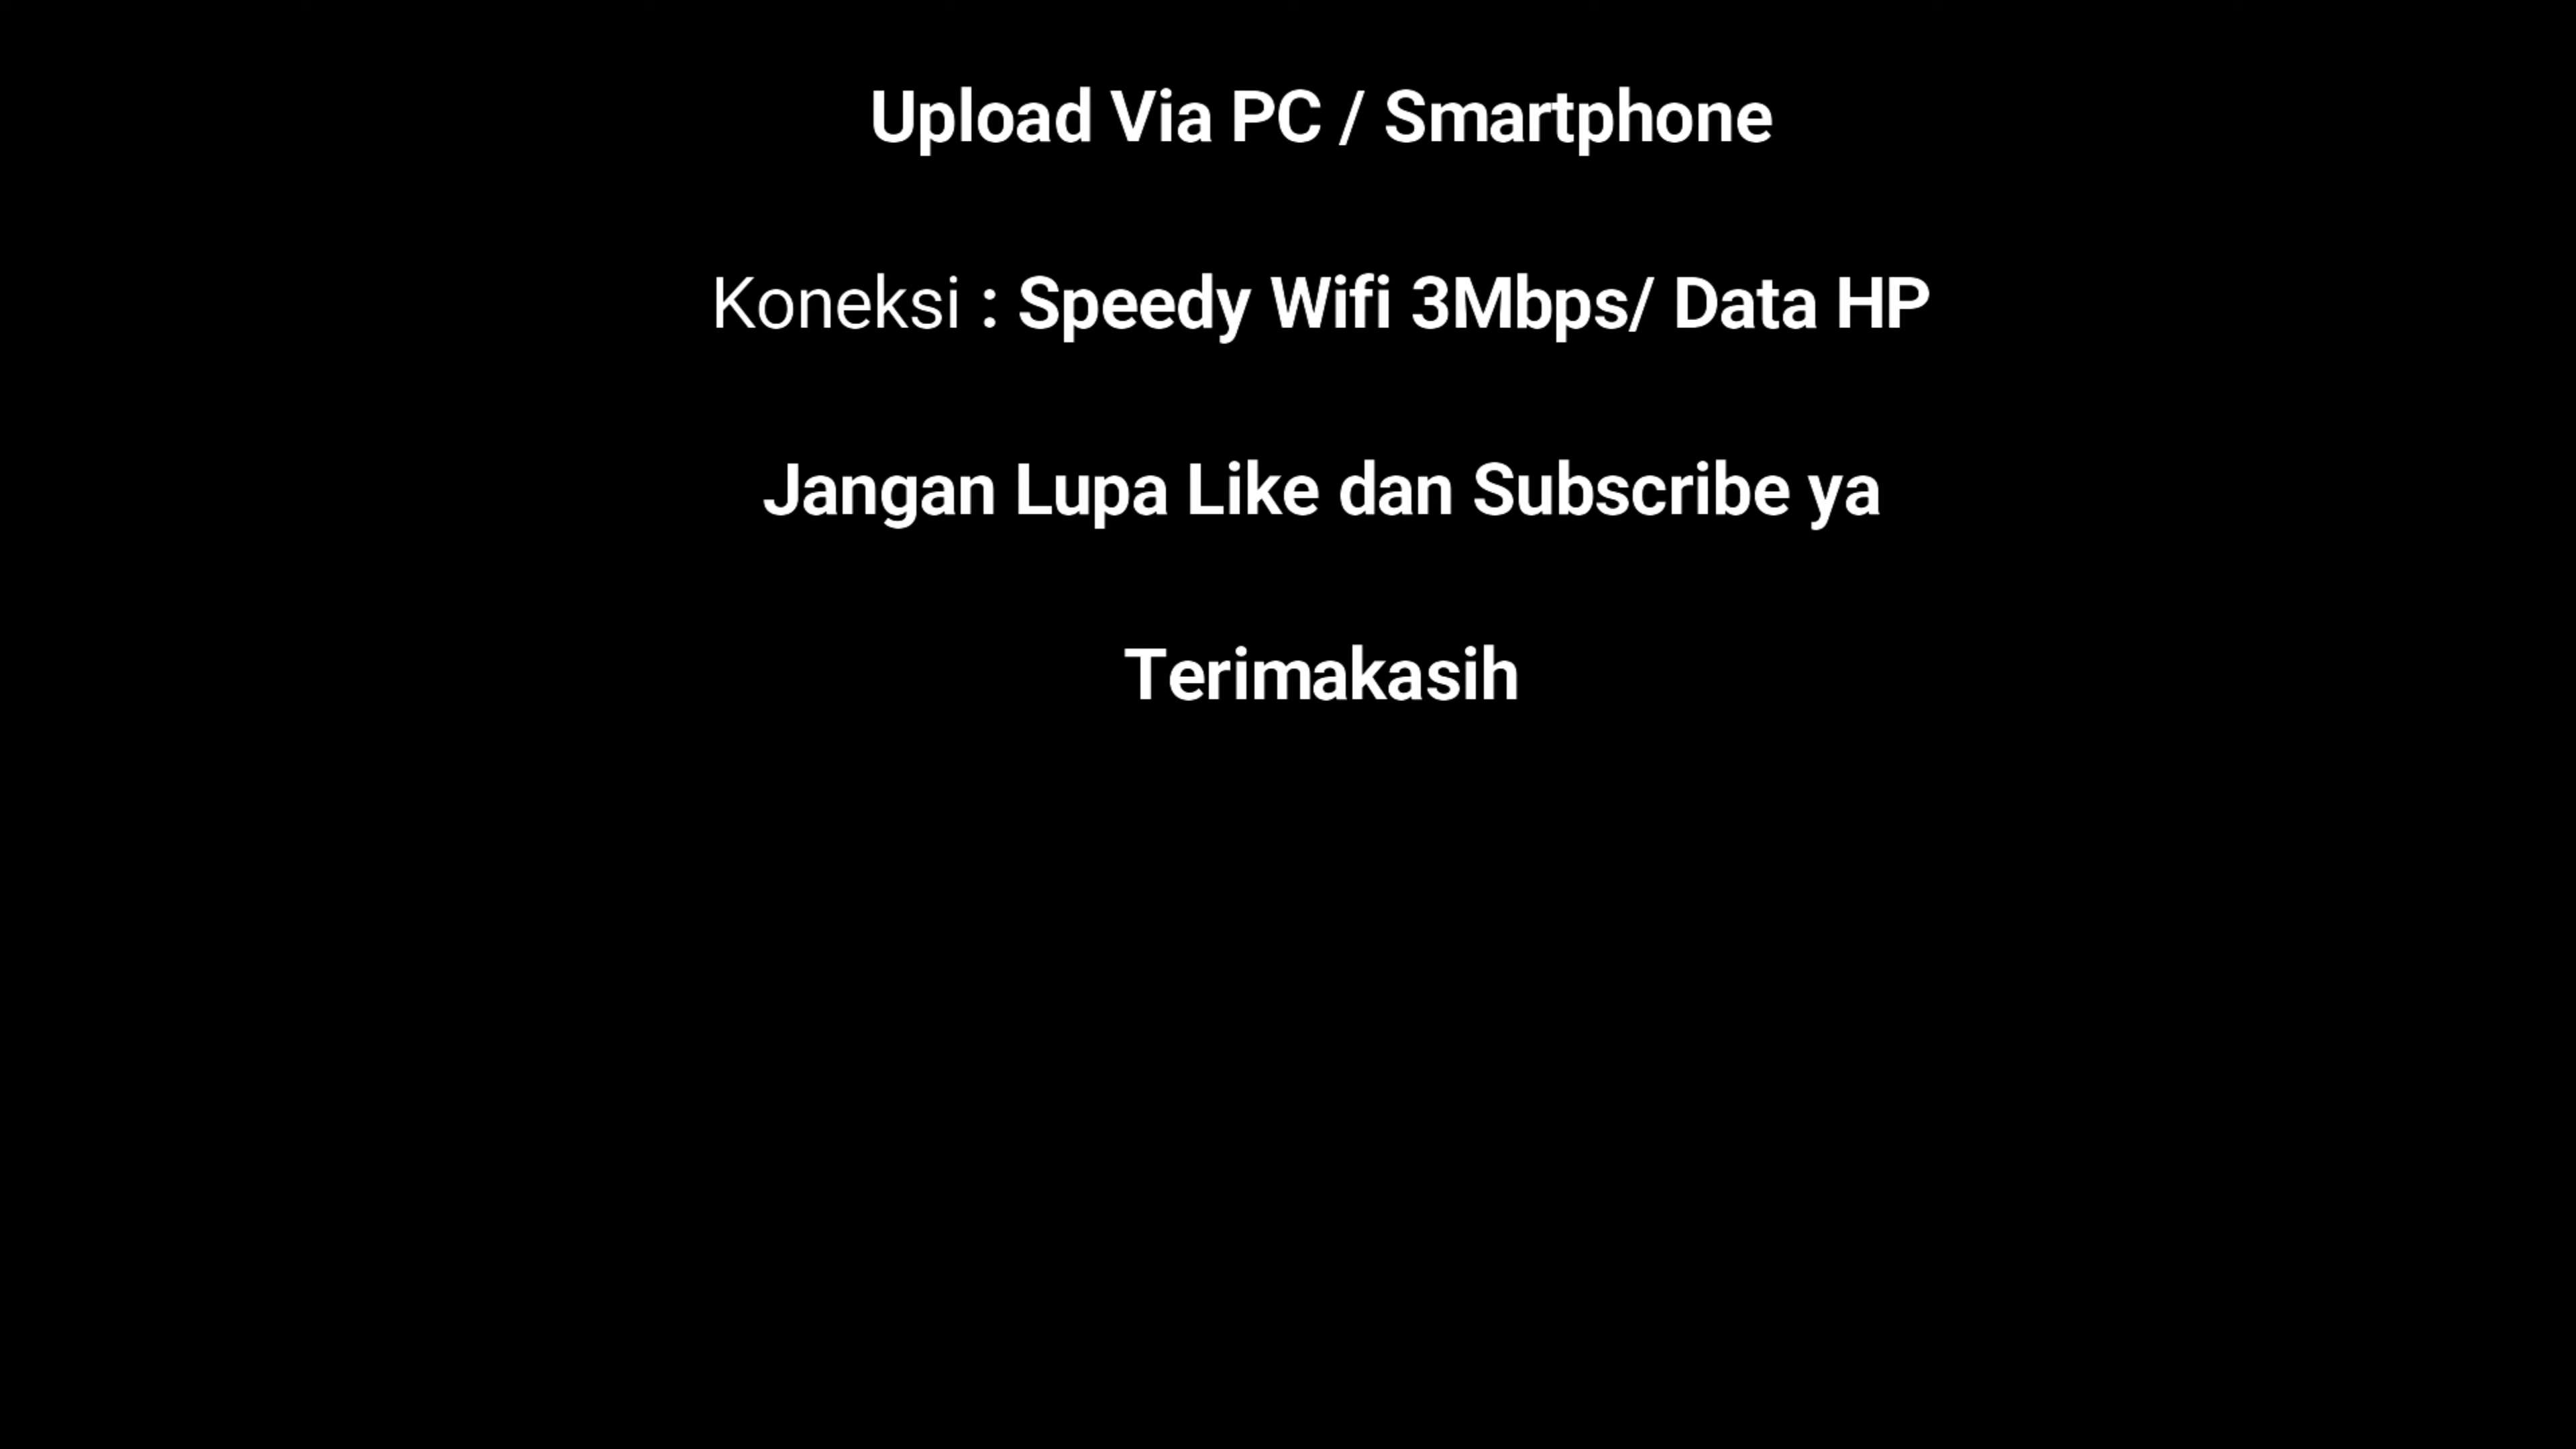 Upload Via PC / Smartphone
Koneksi : Speedy Wifi 3Mbps/ Data HP
Jangan Lupa Like dan Subscribe ya
Terimakasih